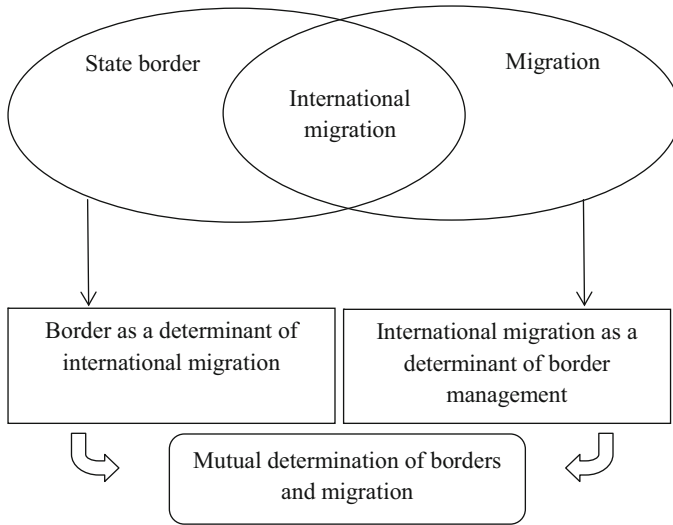 State border
Migration
International
migration
Border as a determinant of
international migration
International migration as a
determinant of border
management
Mutual determination of borders
and migration